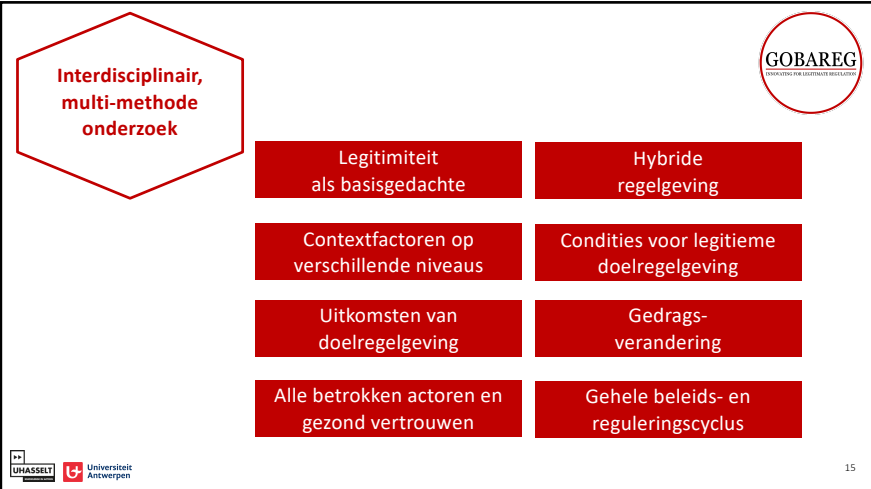 Interdisciplinair,
multi-methode
onderzoek
GOBAREG
INNOVATING FOR LEGITIMATE REGULATION
Legitimiteit
als basisgedachte
Hybride
regelgeving
Contextfactoren op
verschillende niveaus
Condities voor legitieme
doelregelgeving
Uitkomsten van
doelregelgeving
Gedrags-
verandering
Alle betrokken actoren en
gezond vertrouwen
Gehele beleids- en
reguleringscyclus
UHASSELT
Universiteit
Antwerpen
15